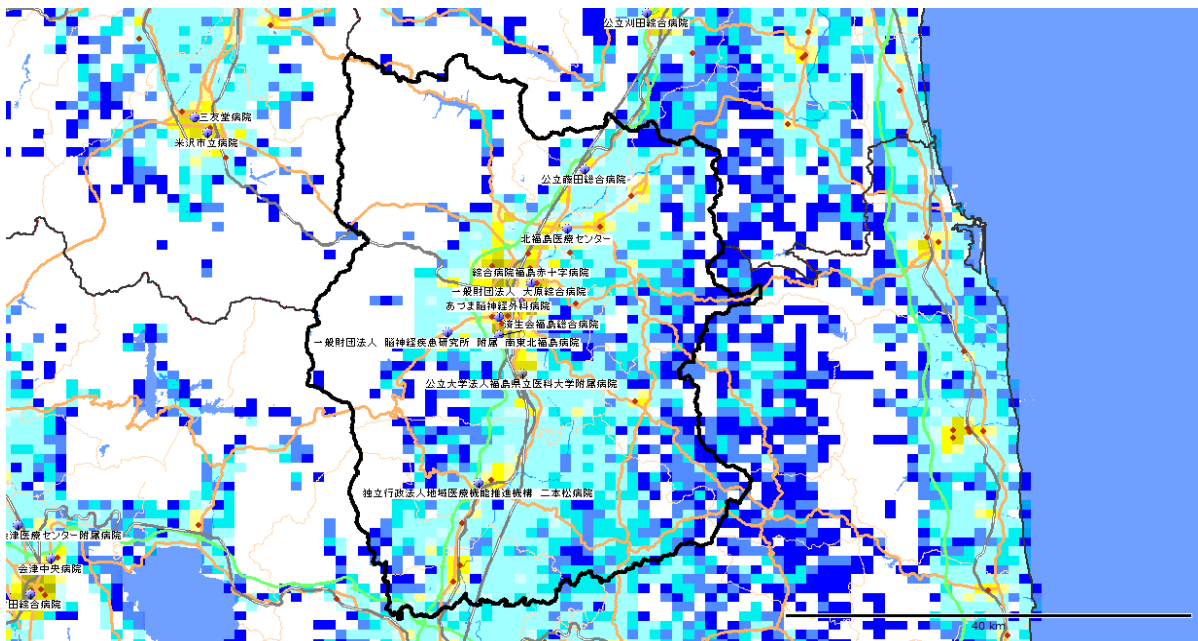 公立刈田綜合病院
三友堂病院
米沢市立病院
公立藤田総合病院
北福島医療センター
綜合病院福島赤十字病院
一般財団法人 大原綜合病院
あづま脳神経外科病院
済生会福島総合病院
一般財団法人 脳神経疾患研究所 附属 南東北福島病院
公立大学法人福島県立医科大学附属病院
独立行政法人地域医療機能推進機構 二本松病院
津医療センター附属病院
会津中央病院
田綜合病院
40 km